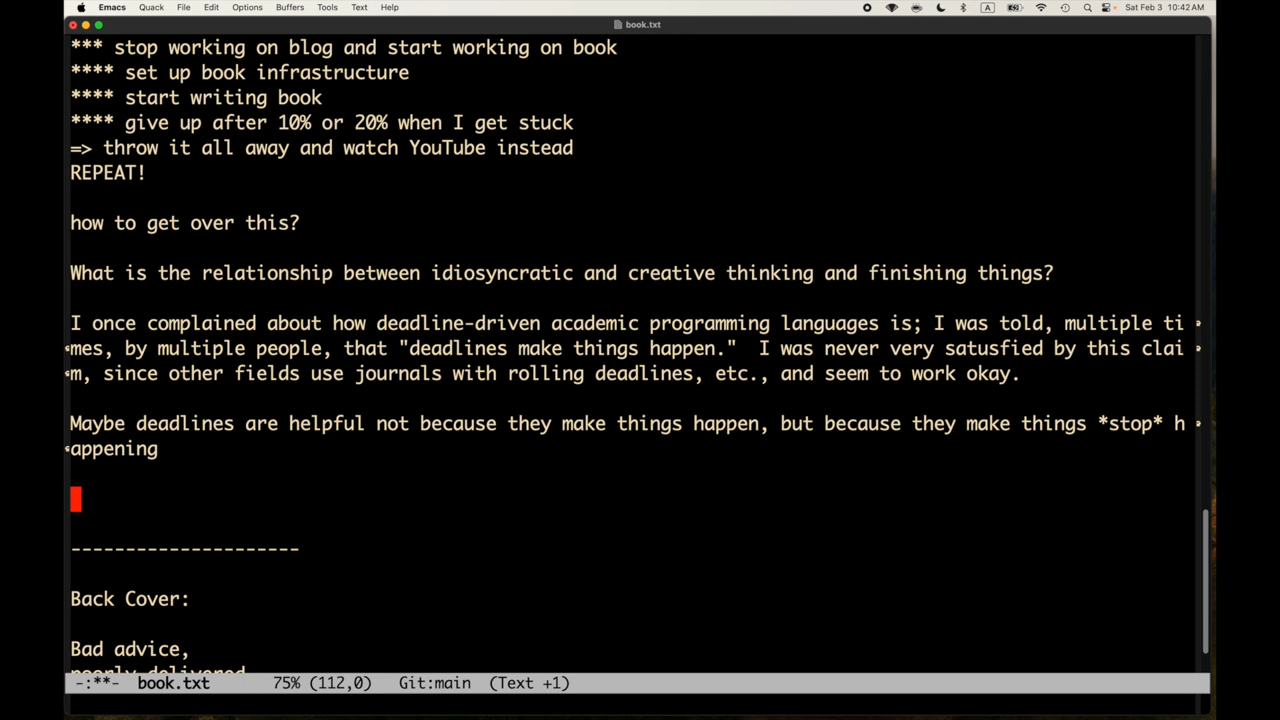 Emacs Quack File Edit Options Buffers Tools Text Help A Sat Feb 3 10:42 AM
book.txt
*** stop working on blog and start working on book
**** set up book infrastructure
**** start writing book
**** give up after 10% or 20% when I get stuck
=> throw it all away and watch YouTube instead
REPEAT!
how to get over this?
What is the relationship between idiosyncratic and creative thinking and finishing things?
I once complained about how deadline-driven academic programming languages is; I was told, multiple ti
mes, by multiple people, that "deadlines make things happen."  I was never very satusfied by this clai
m, since other fields use journals with rolling deadlines, etc., and seem to work okay.
Maybe deadlines are helpful not because they make things happen, but because they make things *stop* h
appening
---------------------
Back Cover:
Bad advice,
poorly delivered
-:**-  book.txt      75% (112,0)   Git:main  (Text +1)